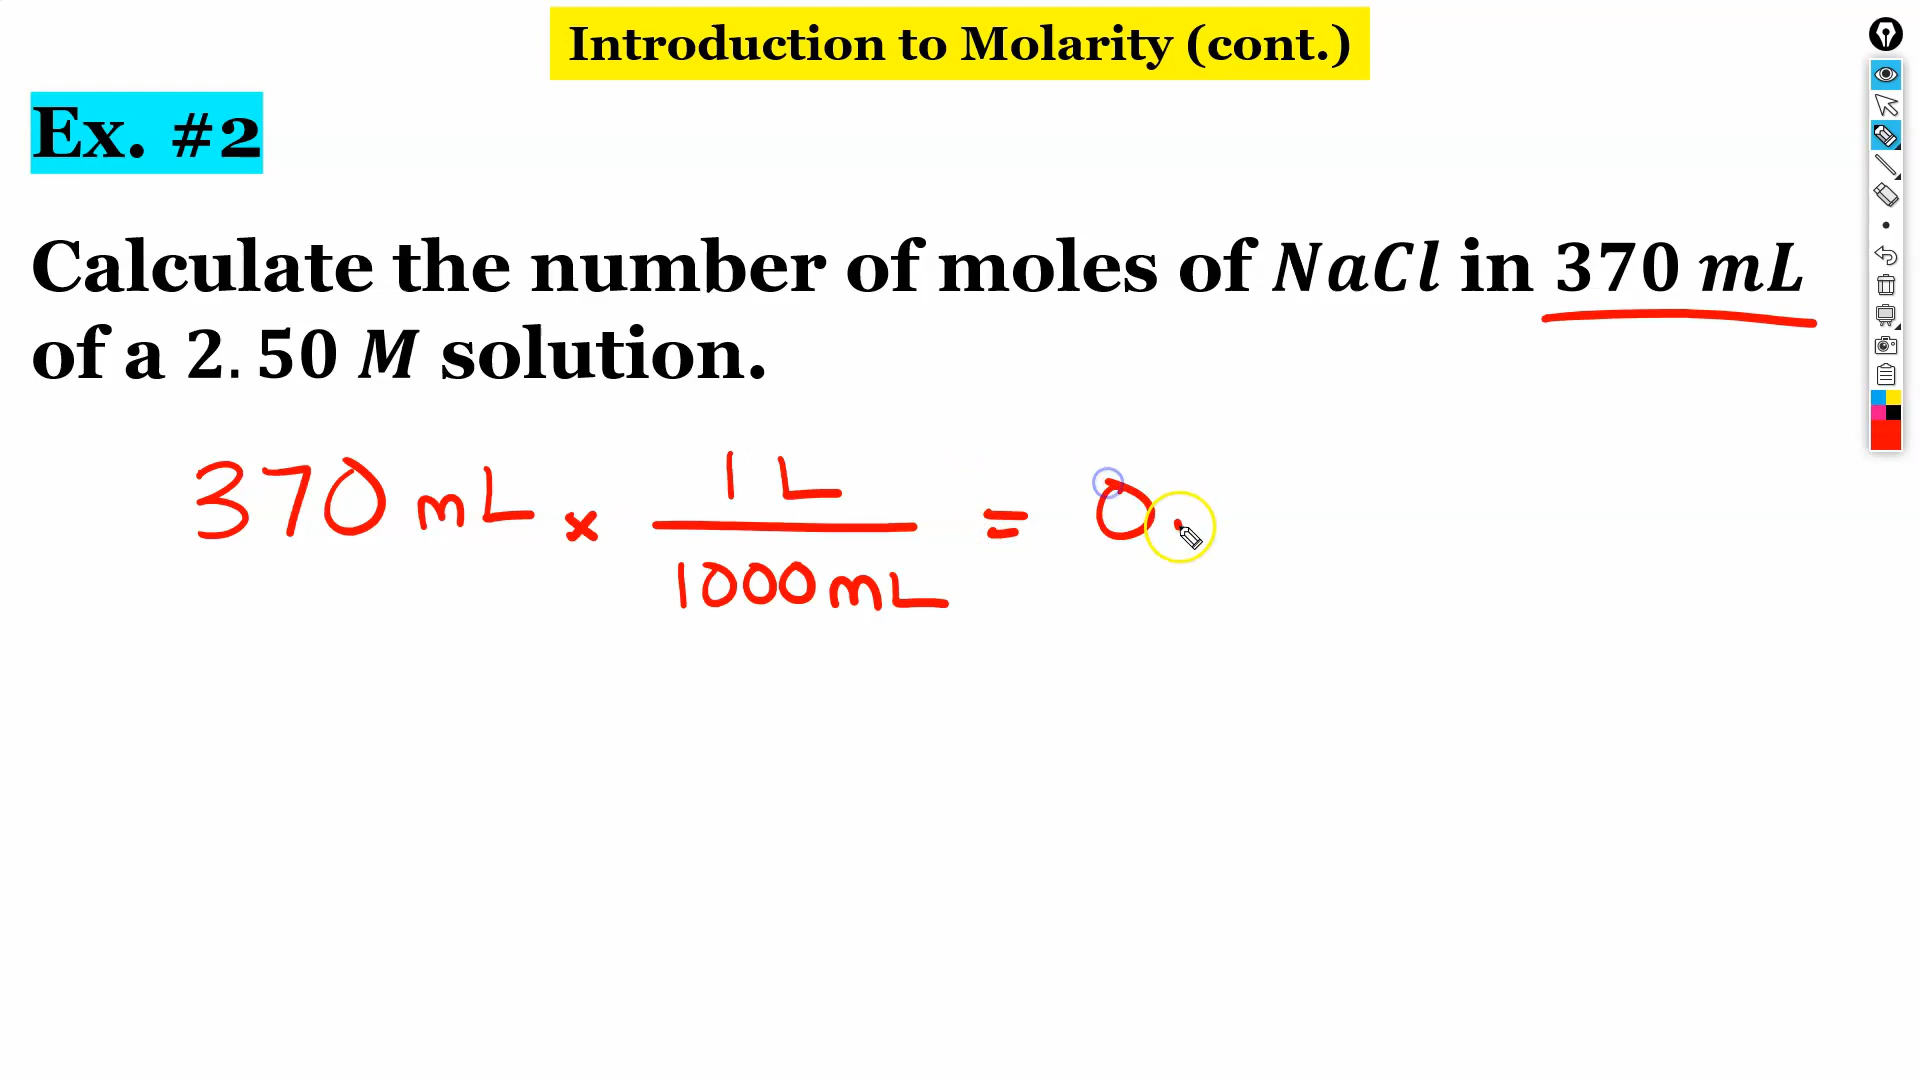 Introduction to Molarity (cont.)
Ex. #2
Calculate the number of moles of NaCl in 370 mL
of a 2.50 M solution.
370 mL × 1 L / 1000 mL = 0.